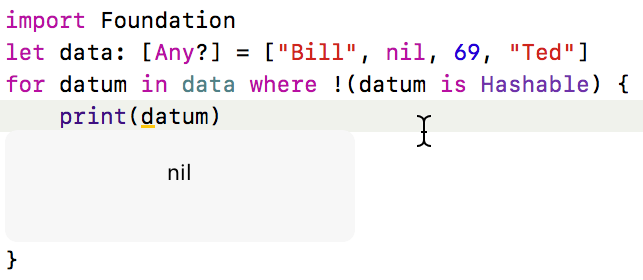 import Foundation
let data: [Any?] = ["Bill", nil, 69, "Ted"]
for datum in data where !(datum is Hashable) {
    print(datum)
nil
}